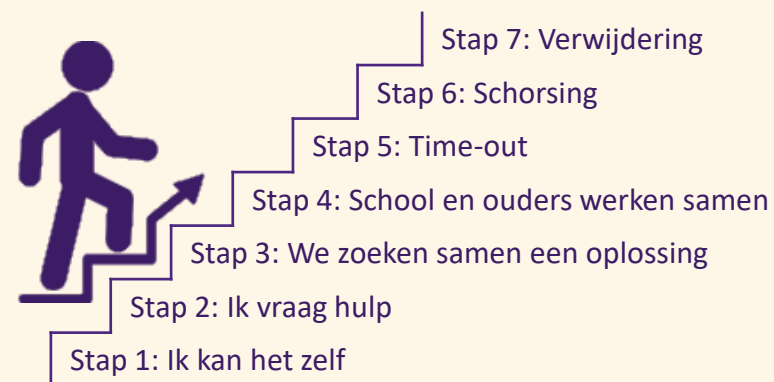 Stap 7: Verwijdering
Stap 6: Schorsing
Stap 5: Time-out
Stap 4: School en ouders werken samen
Stap 3: We zoeken samen een oplossing
Stap 2: Ik vraag hulp
Stap 1: Ik kan het zelf